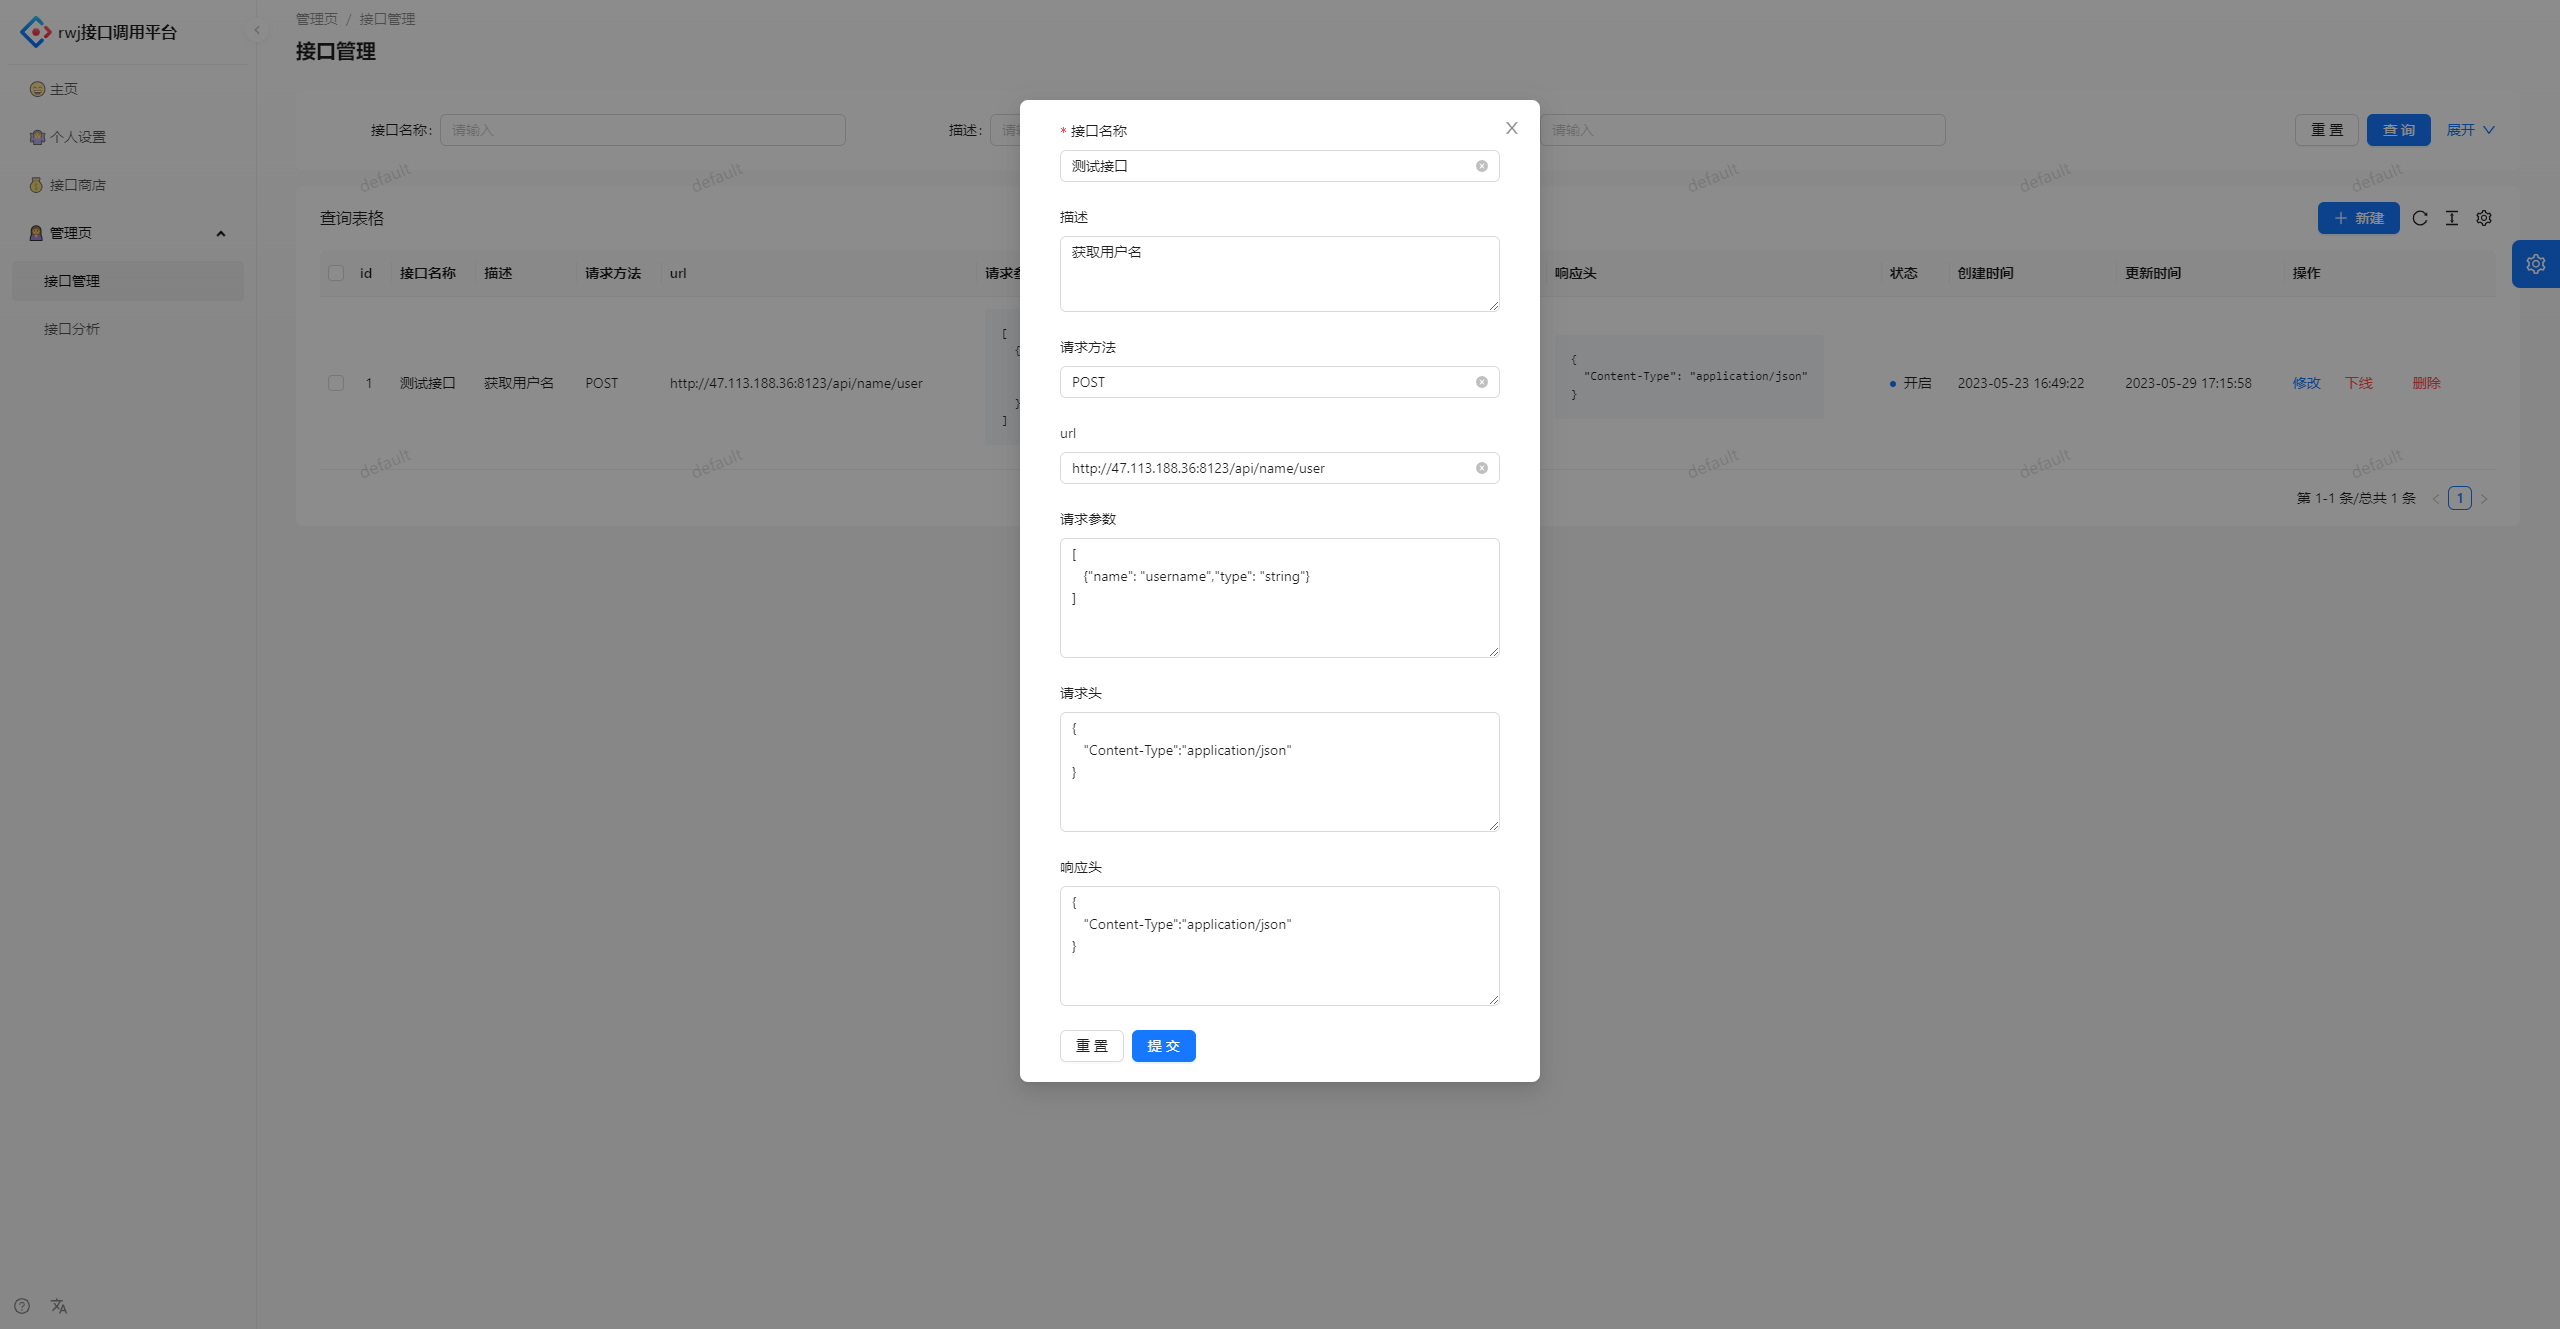 rwj接口调用平台
主页
个人设置
接口商店
管理页
接口管理
接口分析
管理页 / 接口管理
接口管理
接口名称: 请输入
描述:
请输入
重 置
查 询
展开
default default default default default
查询表格
新建
id 接口名称 描述 请求方法 url 响应头 状态 创建时间 更新时间 操作
1 测试接口 获取用户名 POST http://47.113.188.36:8123/api/name/user
[
{
}
]
{
"Content-Type": "application/json"
}
开启 2023-05-23 16:49:22 2023-05-29 17:15:58 修改 下线 删除
default default default default default
第 1-1 条/总共 1 条 < 1 >
* 接口名称
测试接口
描述
获取用户名
请求方法
POST
url
http://47.113.188.36:8123/api/name/user
请求参数
[
{"name": "username","type": "string"}
]
请求头
{
"Content-Type":"application/json"
}
响应头
{
"Content-Type":"application/json"
}
重 置
提 交